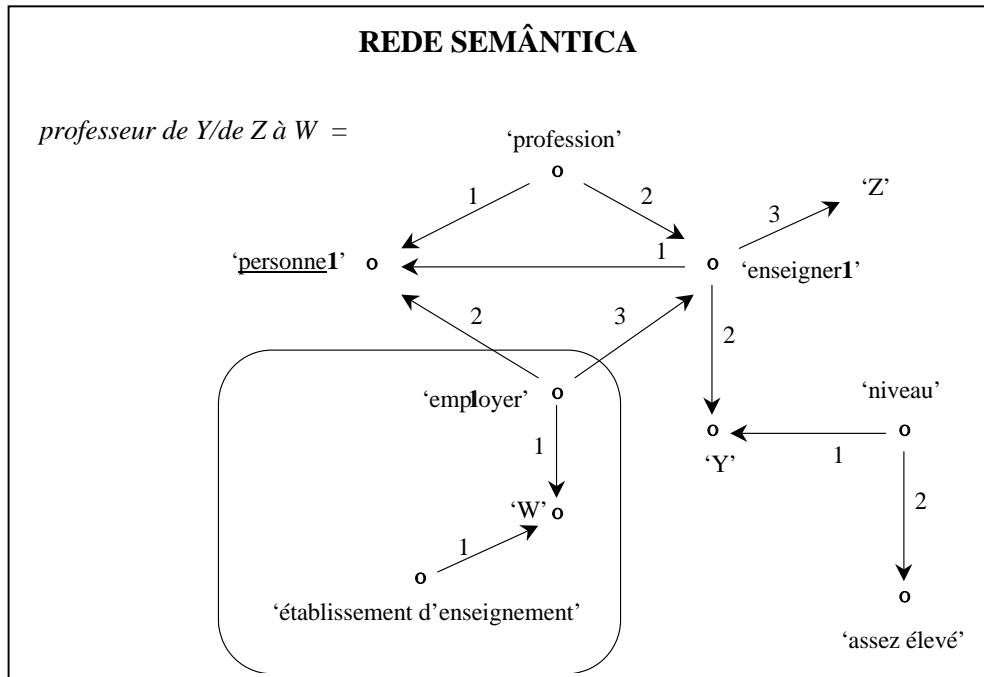 REDE SEMÂNTICA
professeur de Y/de Z à W =
‘profession’
1
2
3
‘Z’
‘personne1’
1
‘enseigner1’
2
3
2
‘emp1oyer’
‘niveau’
1
1
‘Y’
2
‘W’
1
‘établissement d’enseignement’
‘assez élevé’